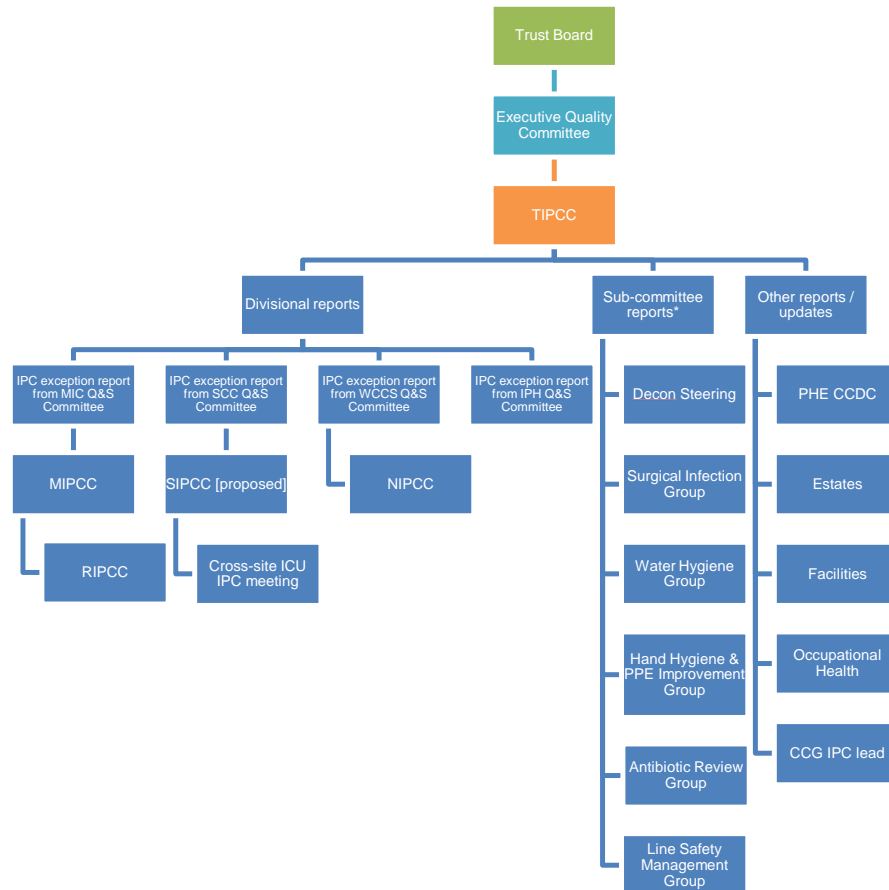 Trust Board
Executive Quality
Committee
TIPCC
Divisional reports
Sub-committee
reports*
Other reports /
updates
IPC exception report
from MIC Q&S
Committee
IPC exception report
from SCC Q&S
Committee
IPC exception report
from WCCS Q&S
Committee
IPC exception report
from IPH Q&S
Committee
MIPCC
SIPCC [proposed]
NIPCC
RIPCC
Cross-site ICU
IPC meeting
Decon Steering
Surgical Infection
Group
Water Hygiene
Group
Hand Hygiene &
PPE Improvement
Group
Antibiotic Review
Group
Line Safety
Management
Group
PHE CCDC
Estates
Facilities
Occupational
Health
CCG IPC lead